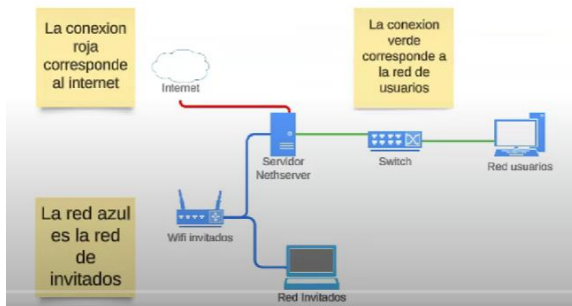 La conexion
roja
corresponde
al internet
La conexion
verde
corresponde a
la red de
usuarios
Internet
Servidor
Nethserver
Switch
Red usuarios
La red azul
es la red
de
invitados
Wifi invitados
Red Invitados